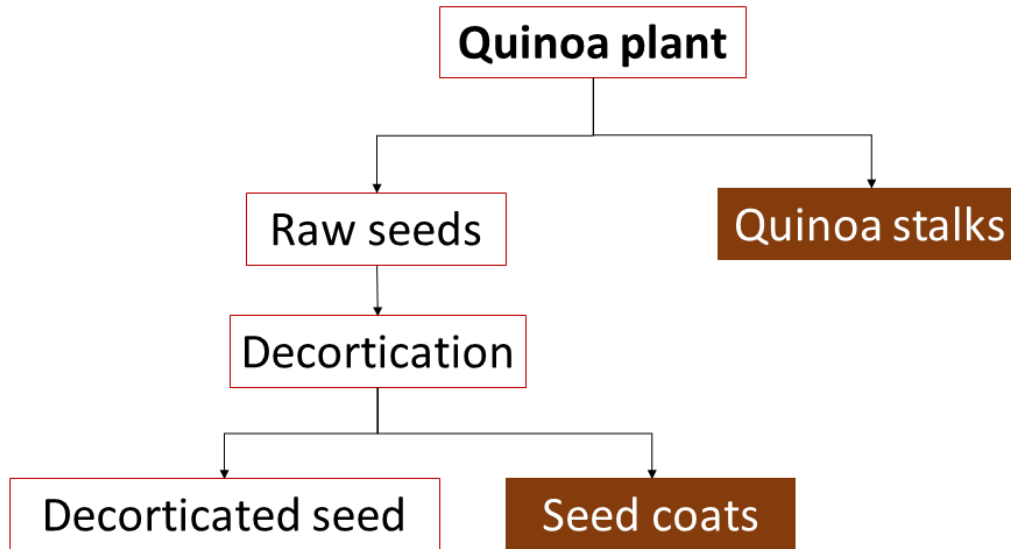 Quinoa plant
Raw seeds
Quinoa stalks
Decortication
Decorticated seed
Seed coats